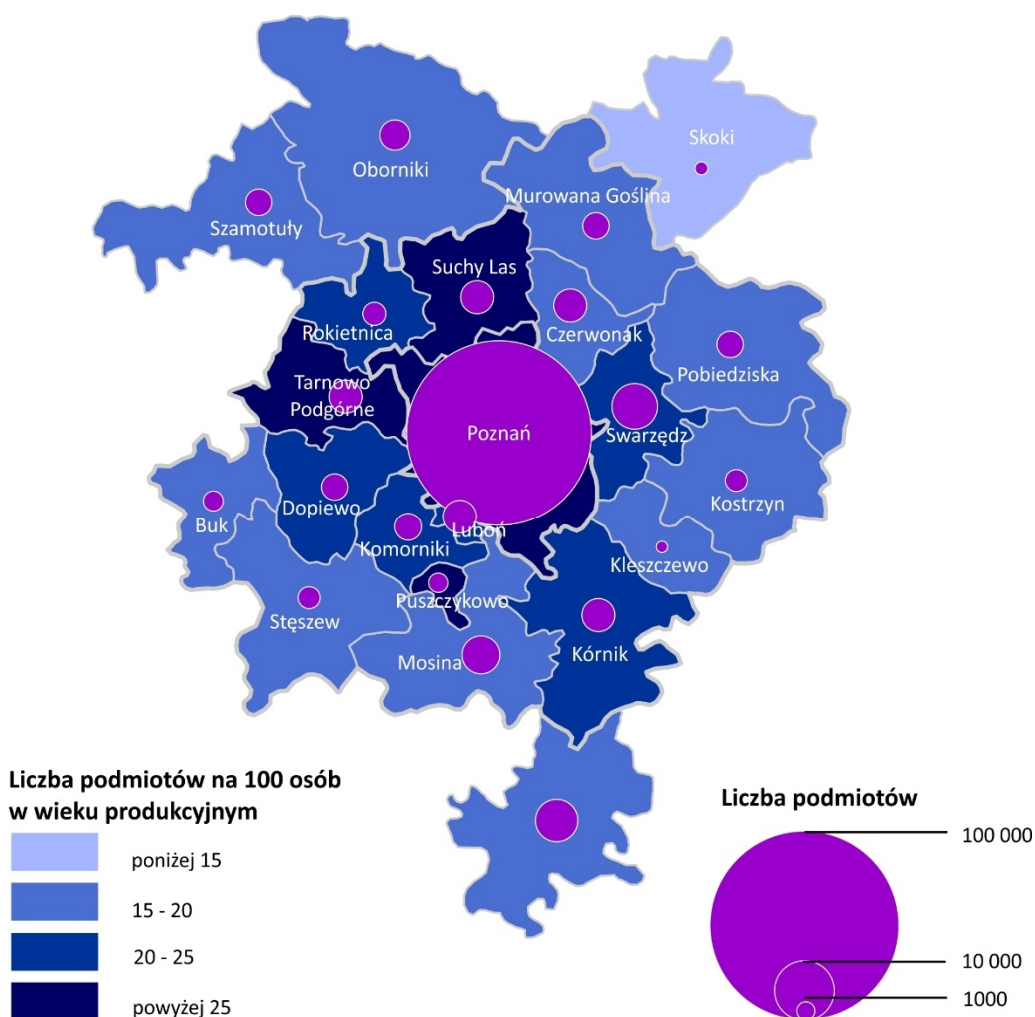 Skoki
Oborniki
Murowana Goślina
Szamotuły
Suchy Las
Rokietnica
Czerwonak
Pobiedziska
Tarnowo
Podgórne
Poznań
Swarzędz
Kostrzyn
Buk
Dopiewo
Luboń
Komorniki
Kleszczewo
Puszczykowo
Stęszew
Mosina
Kórnik
Liczba podmiotów na 100 osób
w wieku produkcyjnym
poniżej 15
15 - 20
20 - 25
powyżej 25
Liczba podmiotów
100 000
10 000
1000